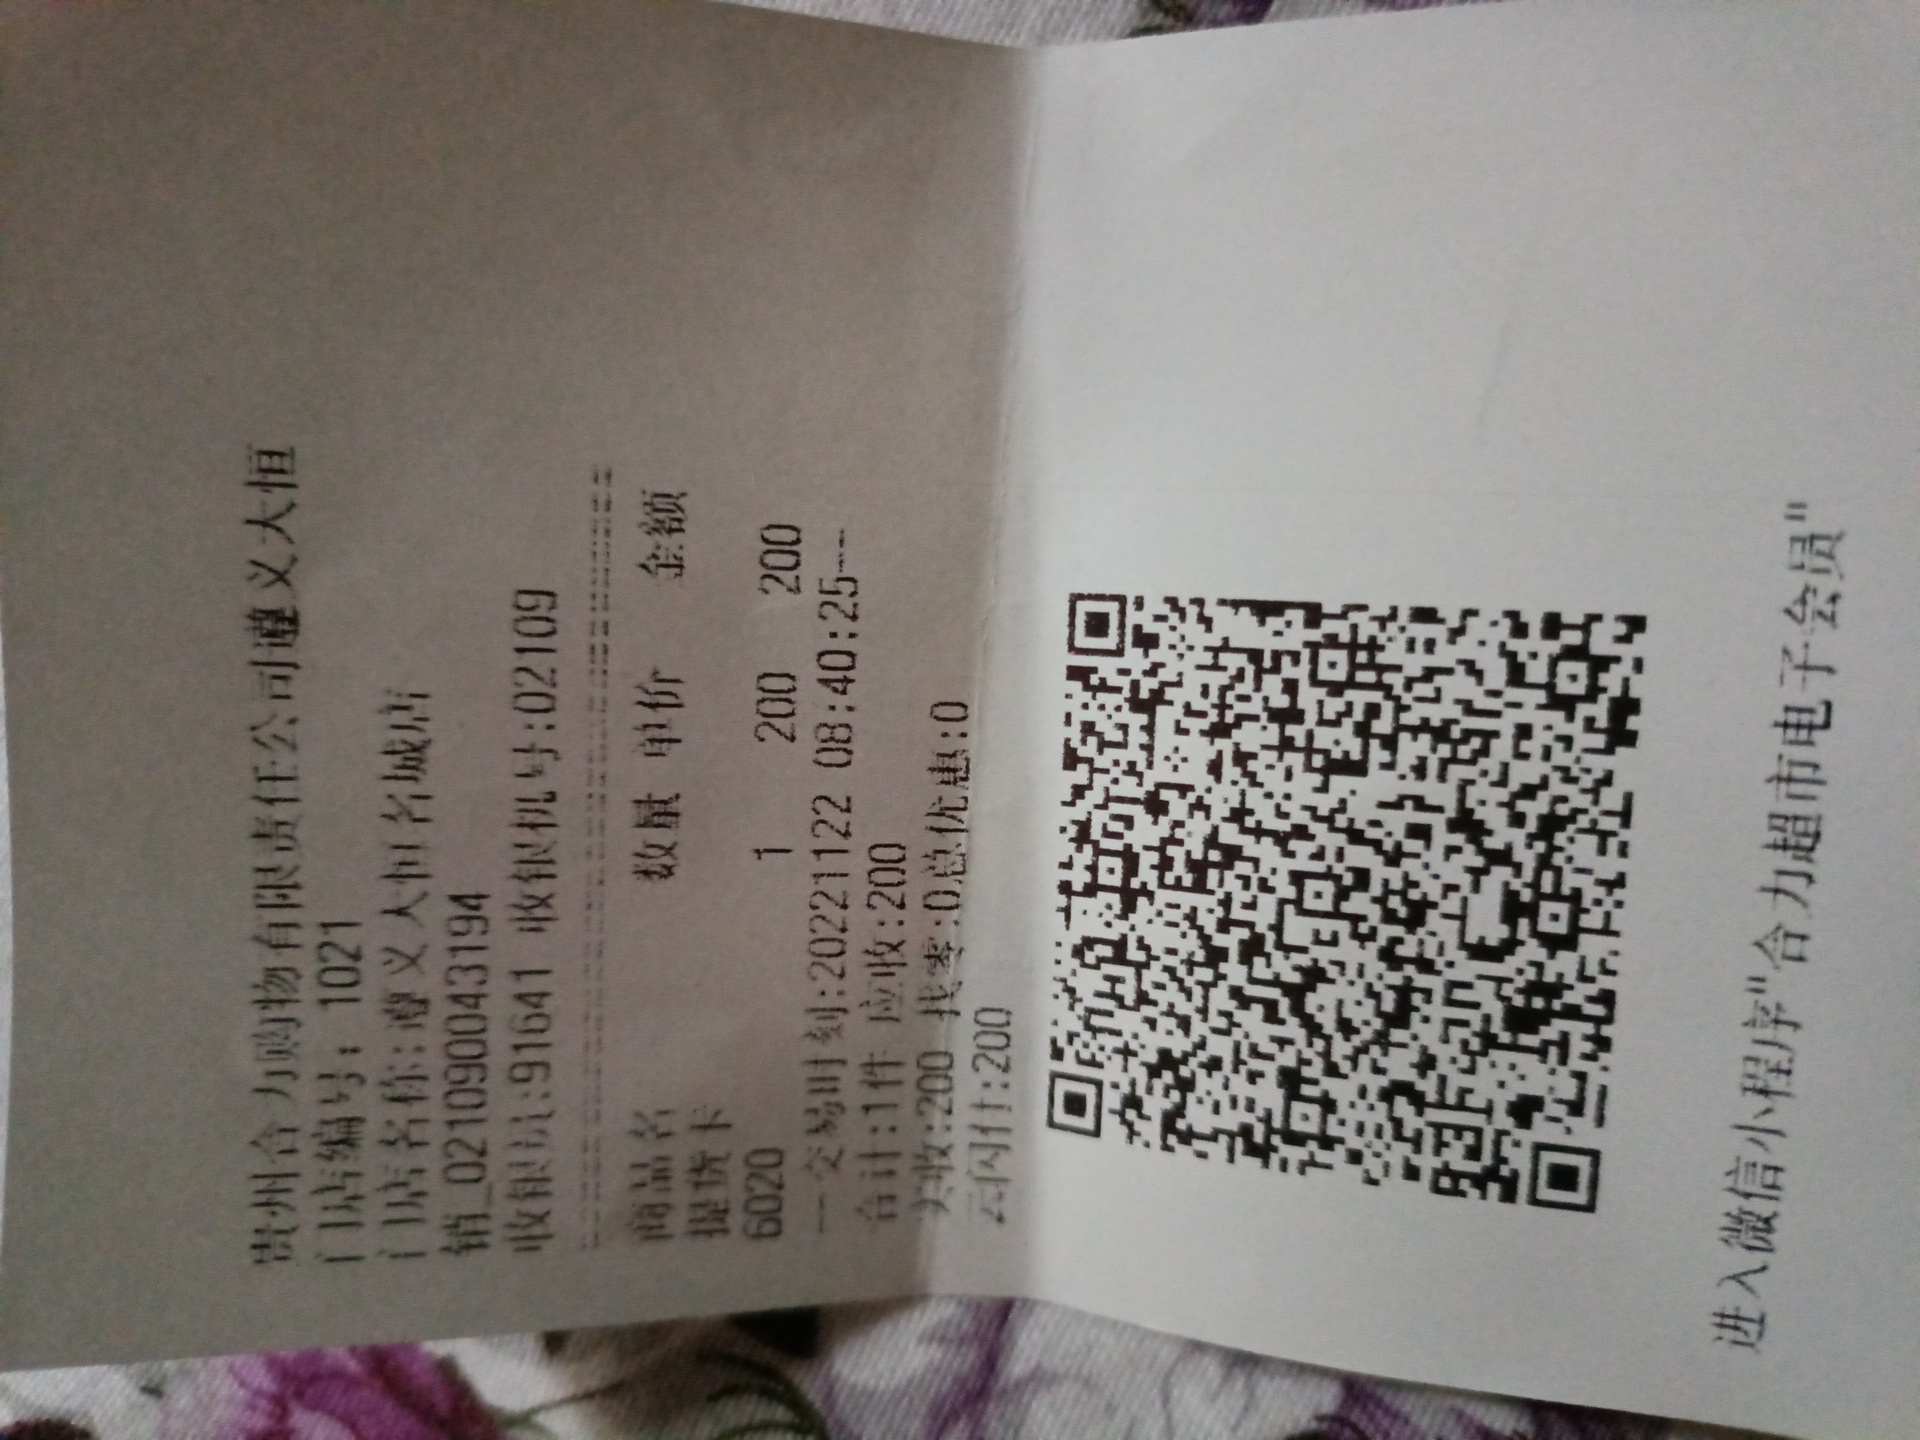 贵州合力购物有限责任公司遵义大恒
门店编号: 1021
门店名称:遵义大恒名城店
销_0210900431194
收银员:91641 收银机号:02109
商品名 数量 单价 金额
提货卡
6020 1 200 200
--交易时刻:20221122 08:40:25---
合计:1件 应收:200
实收:200 找零:0总优惠:0
云闪付:200
进入微信小程序"合力超市电子会员"